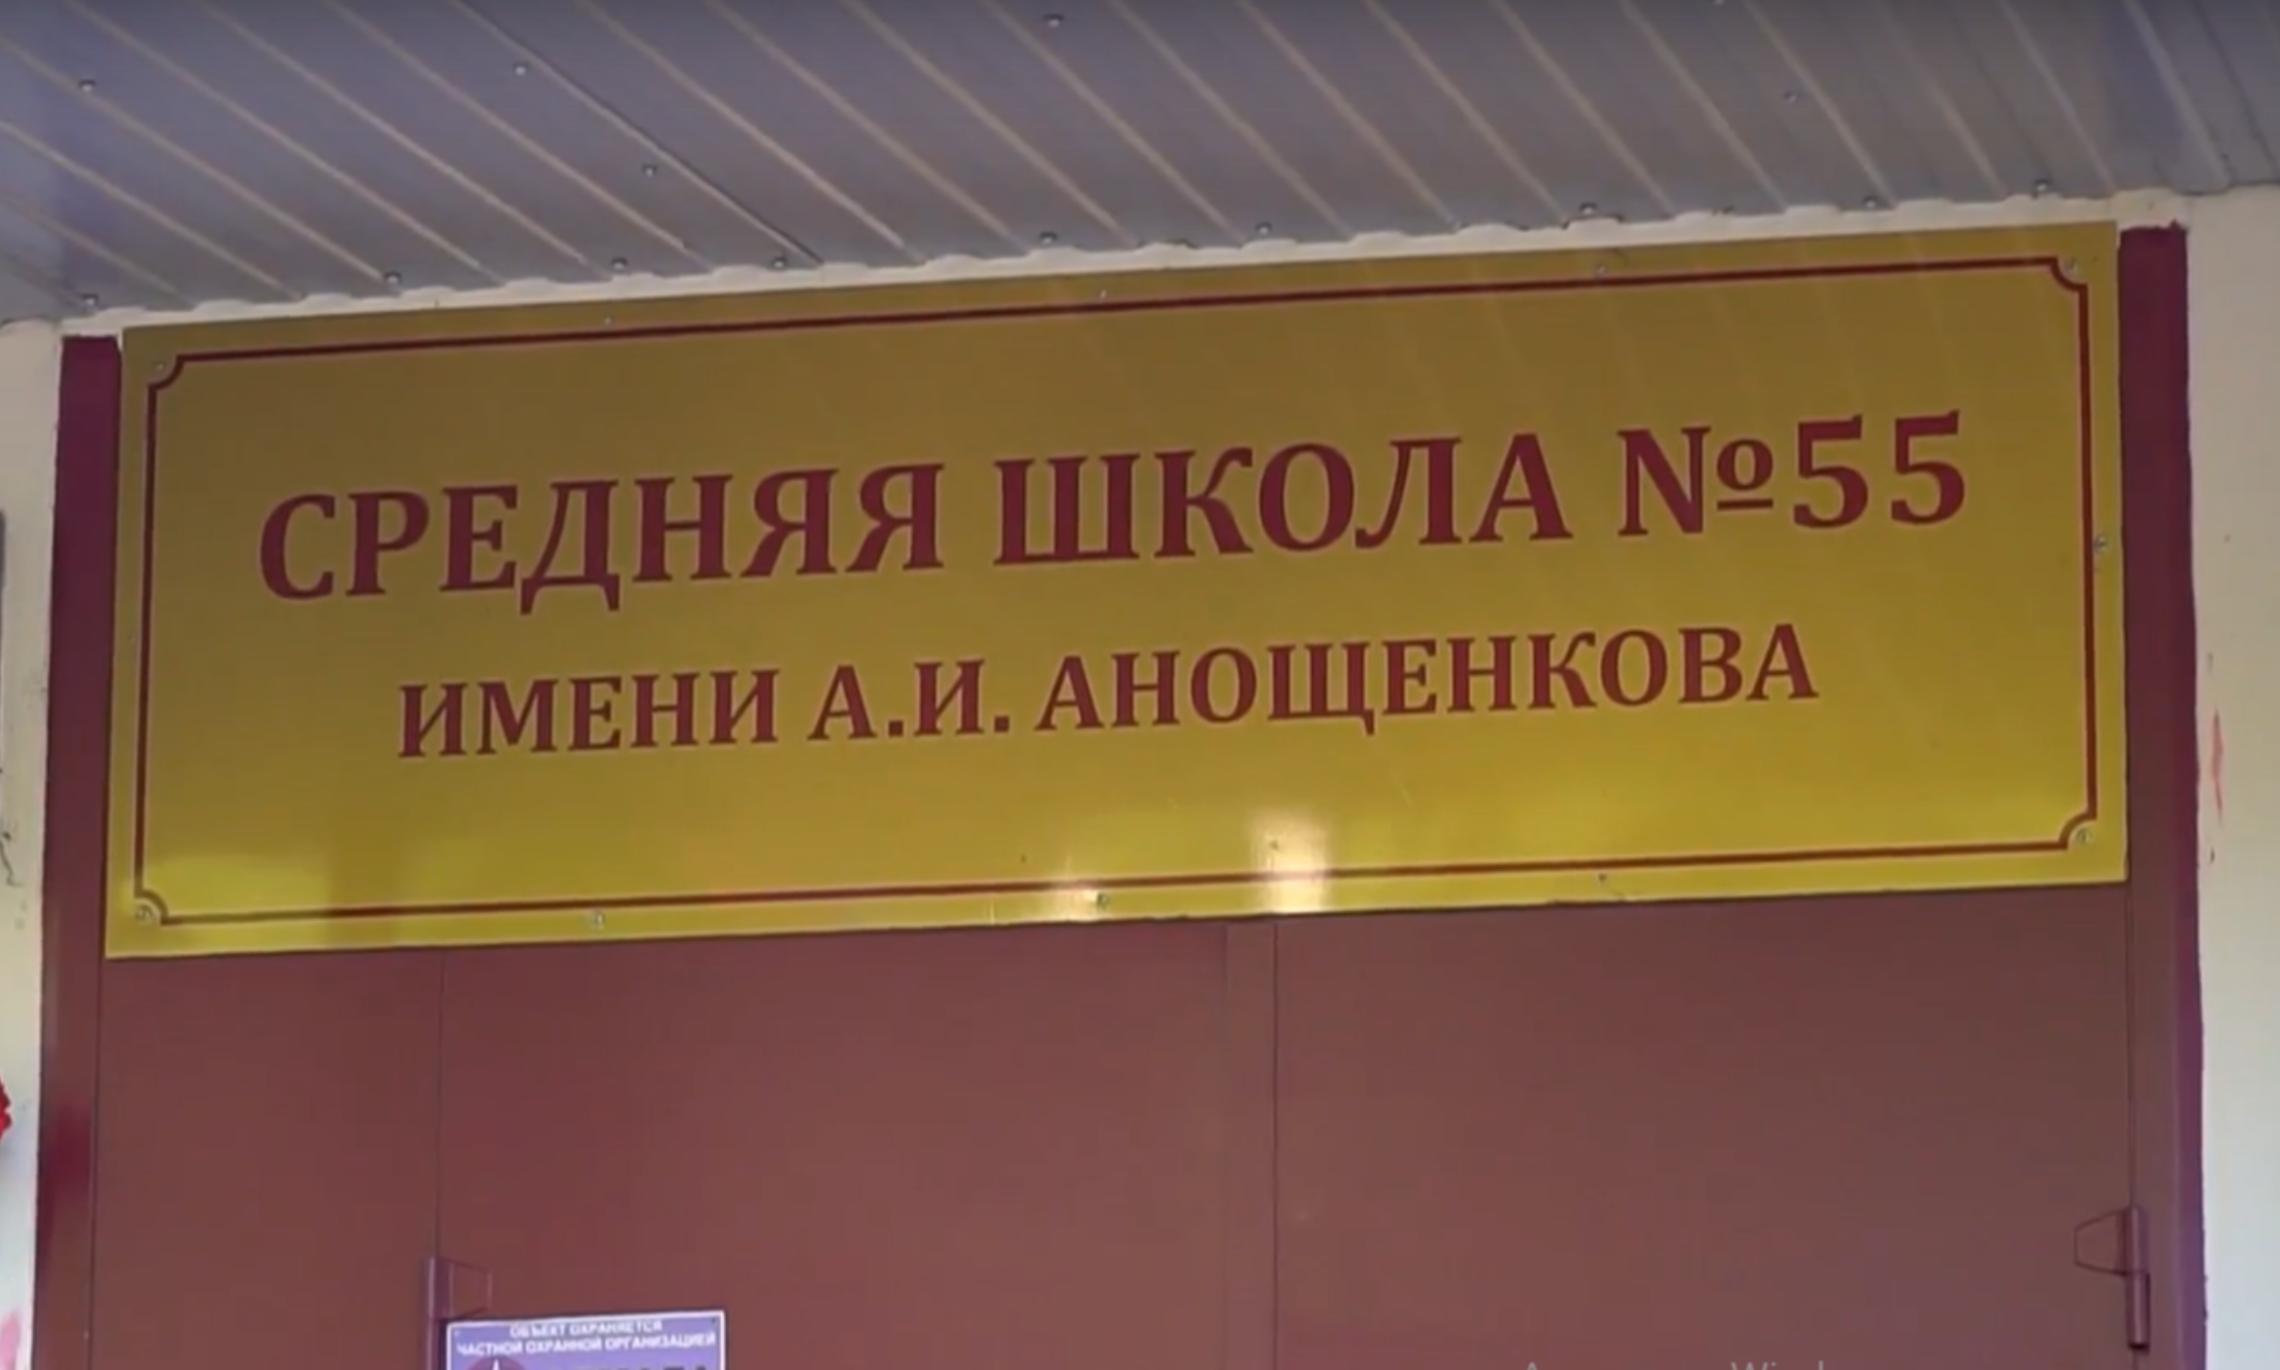 СРЕДНЯЯ ШКОЛА №55
ИМЕНИ А.И. АНОЩЕНКОВА
ОБЪЕКТ ОХРАНЯЕТСЯ
ЧАСТНОЙ ОХРАННОЙ ОРГАНИЗАЦИЕЙ